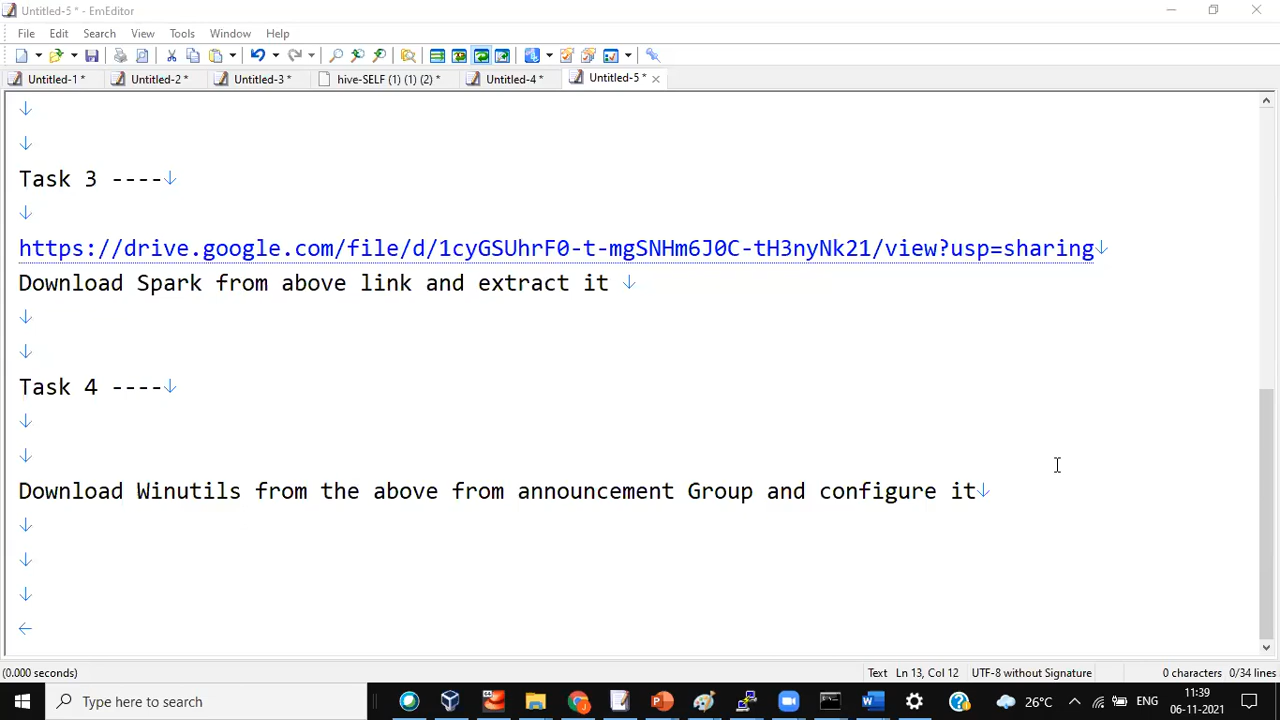 Untitled-5 * - EmEditor
File Edit Search View Tools Window Help
Untitled-1 * Untitled-2 * Untitled-3 * hive-SELF (1) (1) (2) * Untitled-4 * Untitled-5 *
Task 3 ----
https://drive.google.com/file/d/1cyGSUhrF0-t-mgSNHm6J0C-tH3nyNk21/view?usp=sharing
Download Spark from above link and extract it
Task 4 ----
Download Winutils from the above from announcement Group and configure it
(0.000 seconds) Text Ln 13, Col 12 UTF-8 without Signature 0 characters 0/34 lines
Type here to search 26°C ENG 11:39
06-11-2021